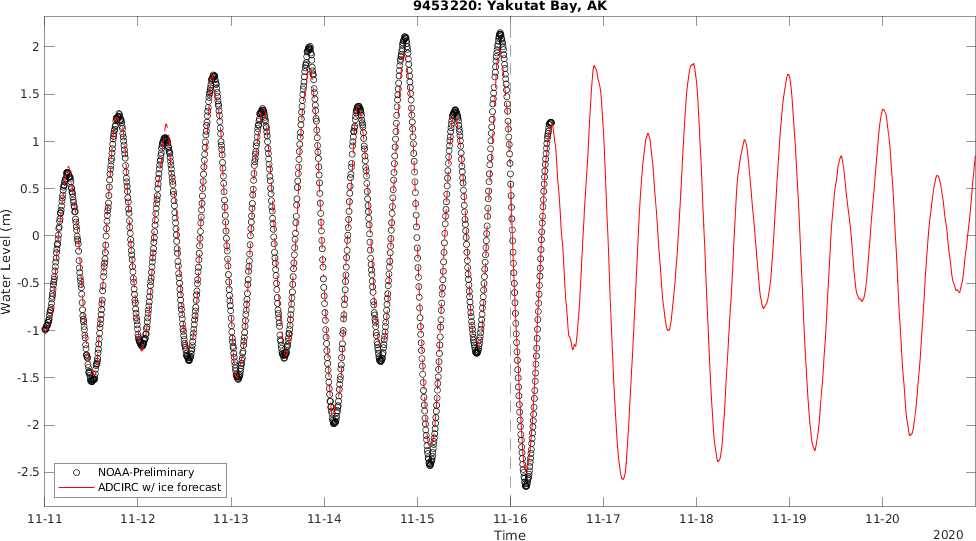 9453220: Yakutat Bay, AK
Water Level (m)
2
1.5
1
0.5
0
-0.5
-1
-1.5
-2
-2.5
NOAA-Preliminary
ADCIRC w/ ice forecast
11-11 11-12 11-13 11-14 11-15 11-16 11-17 11-18 11-19 11-20
Time
2020